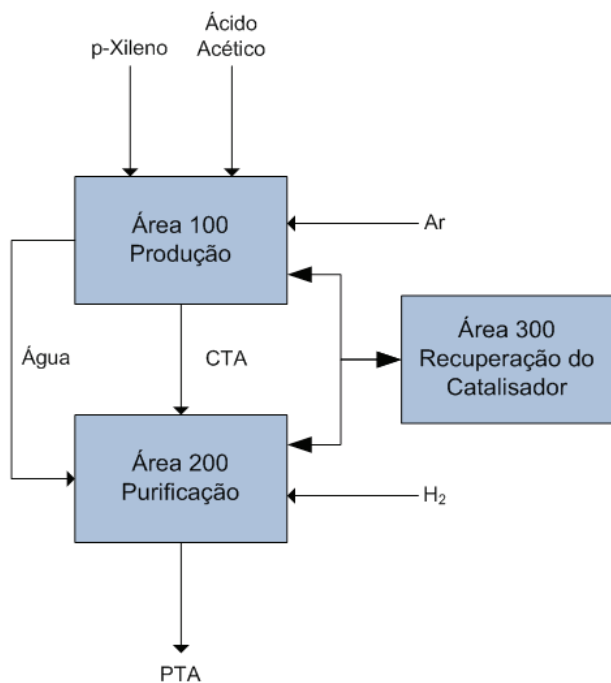 p-Xileno
Ácido
Acético
Área 100
Produção
Ar
Área 300
Recuperação do
Catalisador
Água
CTA
Área 200
Purificação
H₂
PTA